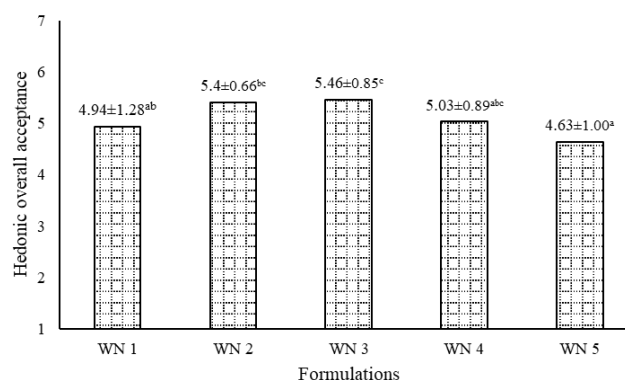 Hedonic overall acceptance
7
6
5
4
3
2
1
4.94±1.28ᵃᵇ
5.4±0.66ᵇᶜ
5.46±0.85ᶜ
5.03±0.89ᵃᵇᶜ
4.63±1.00ᵃ
WN 1
WN 2
WN 3
WN 4
WN 5
Formulations